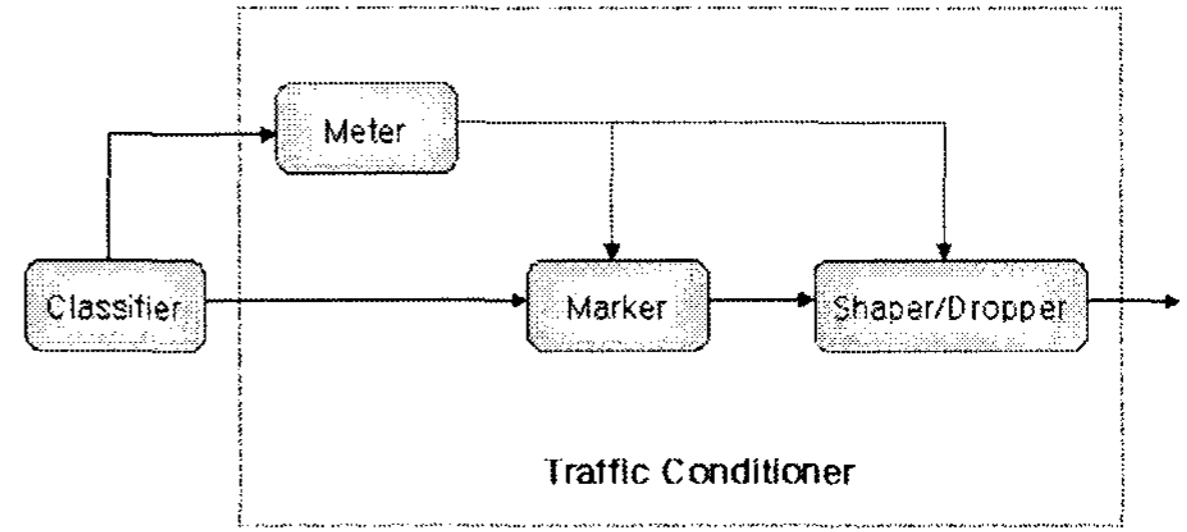 Meter
Classifier
Marker
Shaper/Dropper
Traffic Conditioner